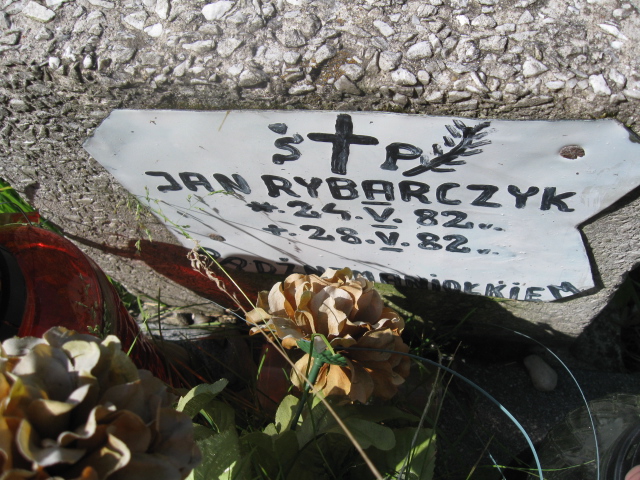 Ś P
JAN RYBARCZYK
*. 24. V. 82..
+. 28. V. 82..